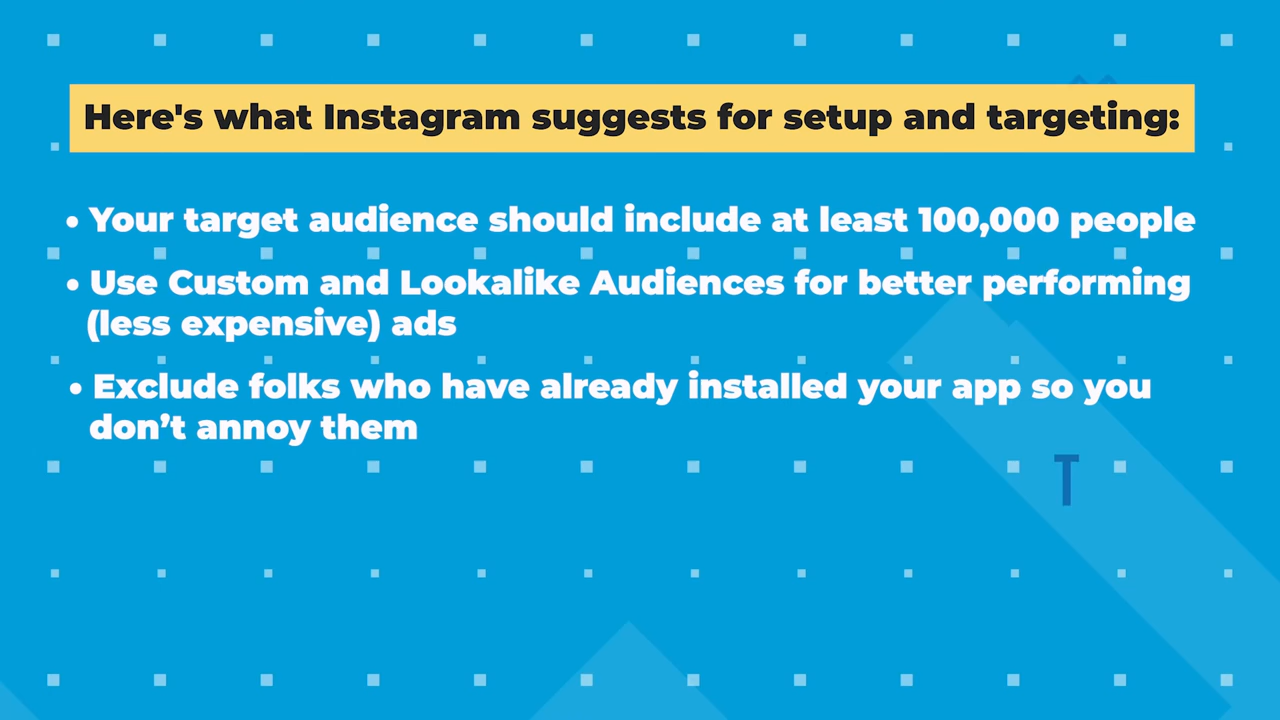 Here's what Instagram suggests for setup and targeting:
• Your target audience should include at least 100,000 people
• Use Custom and Lookalike Audiences for better performing
(less expensive) ads
• Exclude folks who have already installed your app so you
don’t annoy them
T